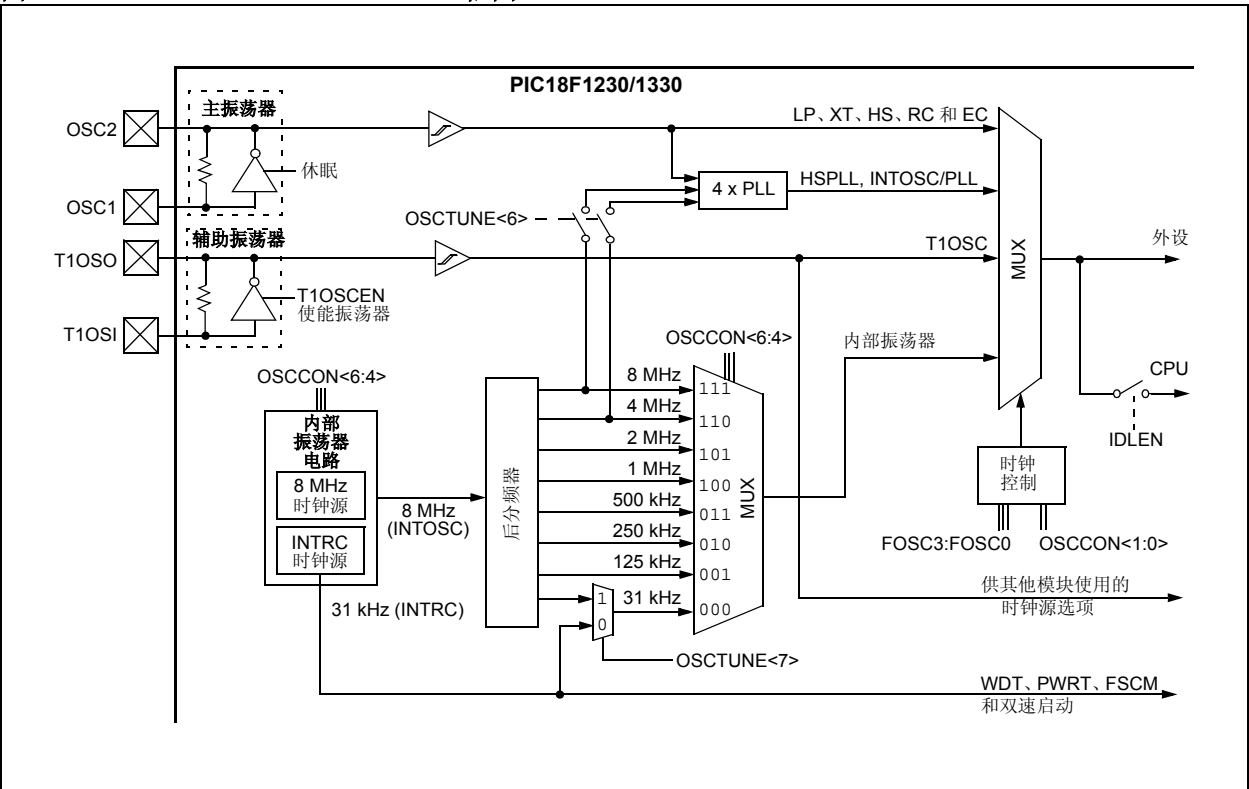 PIC18F1230/1330
主振荡器
OSC2
LP、XT、HS、RC 和 EC
休眠
4 x PLL
HSPLL, INTOSC/PLL
OSC1
OSCTUNE<6>
辅助振荡器
T1OSO
T1OSC
MUX
外设
T1OSCEN
使能振荡器
T1OSI
OSCCON<6:4>
内部振荡器
OSCCON<6:4>
CPU
8 MHz
111
内部
振荡器
电路
4 MHz
110
IDLEN
2 MHz
101
时钟
控制
8 MHz
时钟源
1 MHz
100
8 MHz
(INTOSC)
后分频器
500 kHz
011
MUX
INTRC
时钟源
250 kHz
010
FOSC3:FOSC0
OSCCON<1:0>
125 kHz
001
供其他模块使用的
时钟源选项
31 kHz (INTRC)
1
0
31 kHz
000
OSCTUNE<7>
WDT、PWRT、FSCM
和双速启动